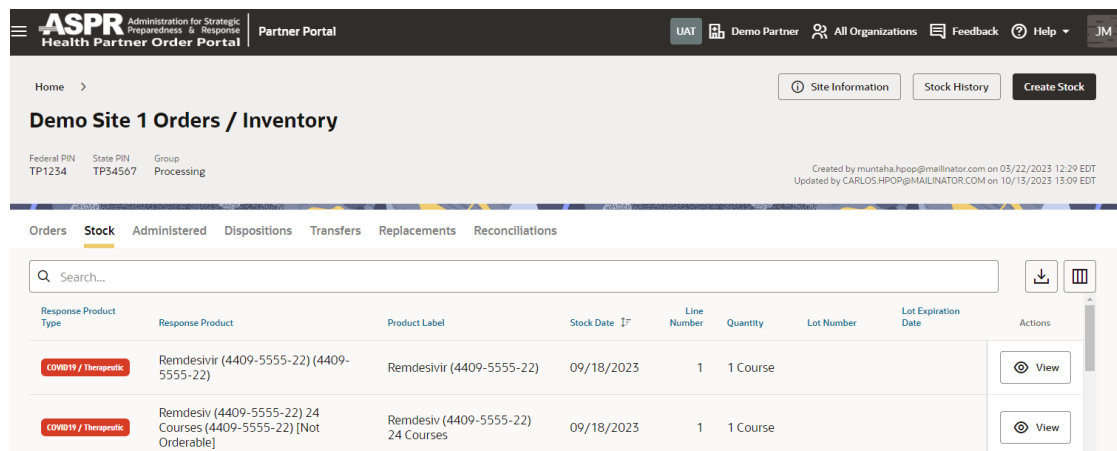 ASPR Administration for Strategic
Preparedness & Response
Health Partner Order Portal
Partner Portal
UAT
Demo Partner
All Organizations
Feedback
Help
JM
Home >
Site Information
Stock History
Create Stock
Demo Site 1 Orders / Inventory
Federal PIN State PIN Group
TP1234 TP34567 Processing
Created by muntaha.hpop@mailinator.com on 03/22/2023 12:29 EDT
Updated by CARLOS.HPOP@MAILINATOR.COM on 10/13/2023 13:09 EDT
Orders Stock Administered Dispositions Transfers Replacements Reconciliations
Search...
Response Product
Type
Response Product
Product Label
Stock Date
Line
Number
Quantity
Lot Number
Lot Expiration
Date
Actions
COVID19 / Therapeutic
Remdesivir (4409-5555-22) (4409-
5555-22)
Remdesivir (4409-5555-22)
09/18/2023
1
1 Course
View
COVID19 / Therapeutic
Remdesiv (4409-5555-22) 24
Courses (4409-5555-22) [Not
Orderable]
Remdesiv (4409-5555-22)
24 Courses
09/18/2023
1
1 Course
View